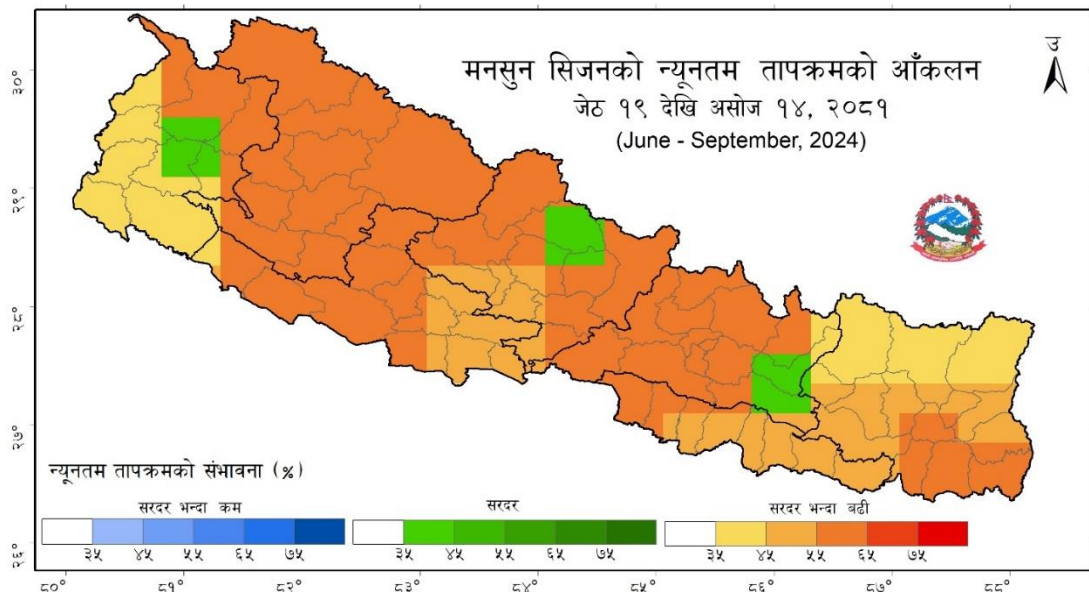 मनसुन सिजनको न्यूनतम तापक्रमको आँकलन
जेठ १९ देखि असोज १४, २०८१
(June - September, 2024)
उ
३०°
२९°
२८°
२७°
२६°
न्यूनतम तापक्रमको संभावना (%)
सरदर भन्दा कम
सरदर
सरदर भन्दा बढी
३५ ४५ ५५ ६५ ७५
३५ ४५ ५५ ६५ ७५
३५ ४५ ५५ ६५ ७५
८०° ८१° ८२° ८३° ८४° ८५° ८६° ८७° ८८°